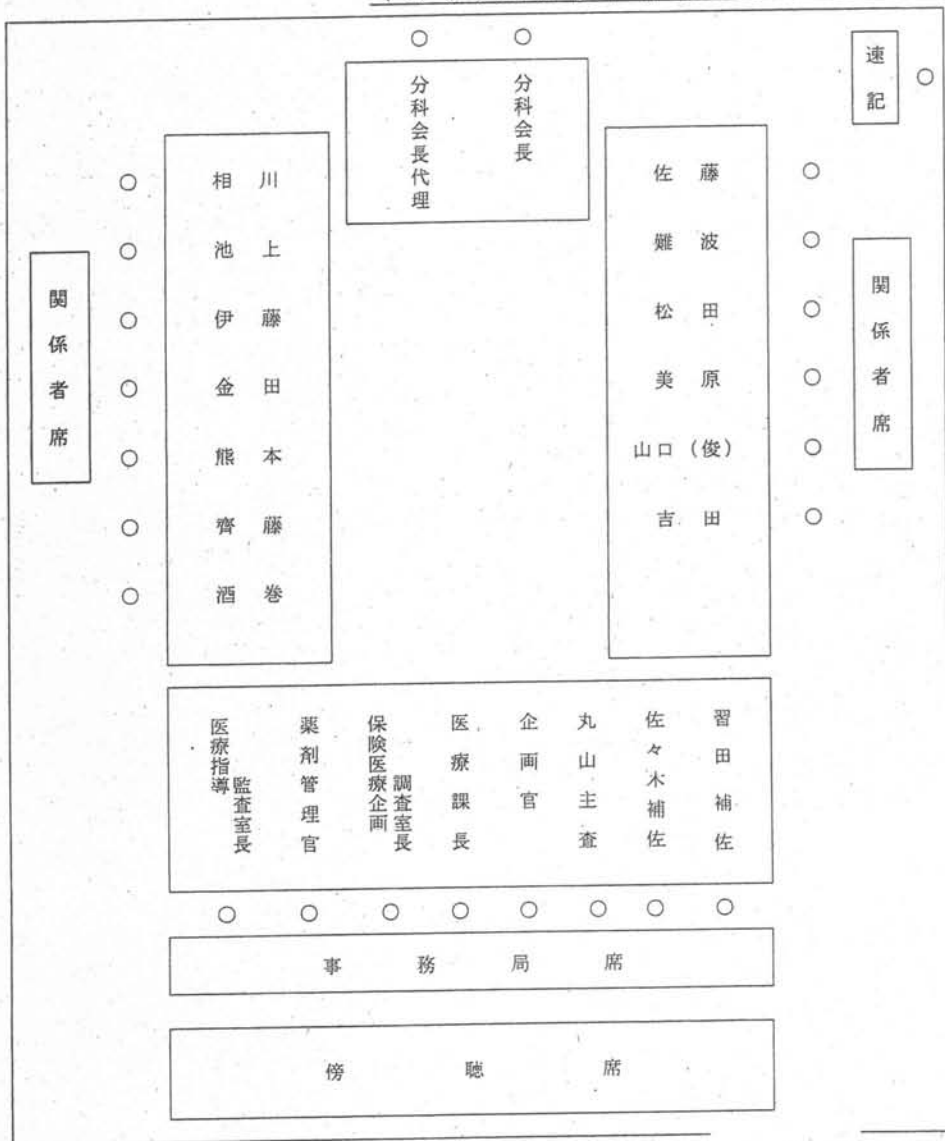 速記
分科会長
分科会長代理
相川
池上
伊藤
金田
熊本
齊藤
酒巻
佐藤
難波
松田
美原
山口（俊）
吉田
関係者席
関係者席
医療指導
監査室長
薬剤管理官
保険医療企画
調査室長
医療課長
企画官
丸山主査
佐々木補佐
習田補佐
事務局席
傍聴席